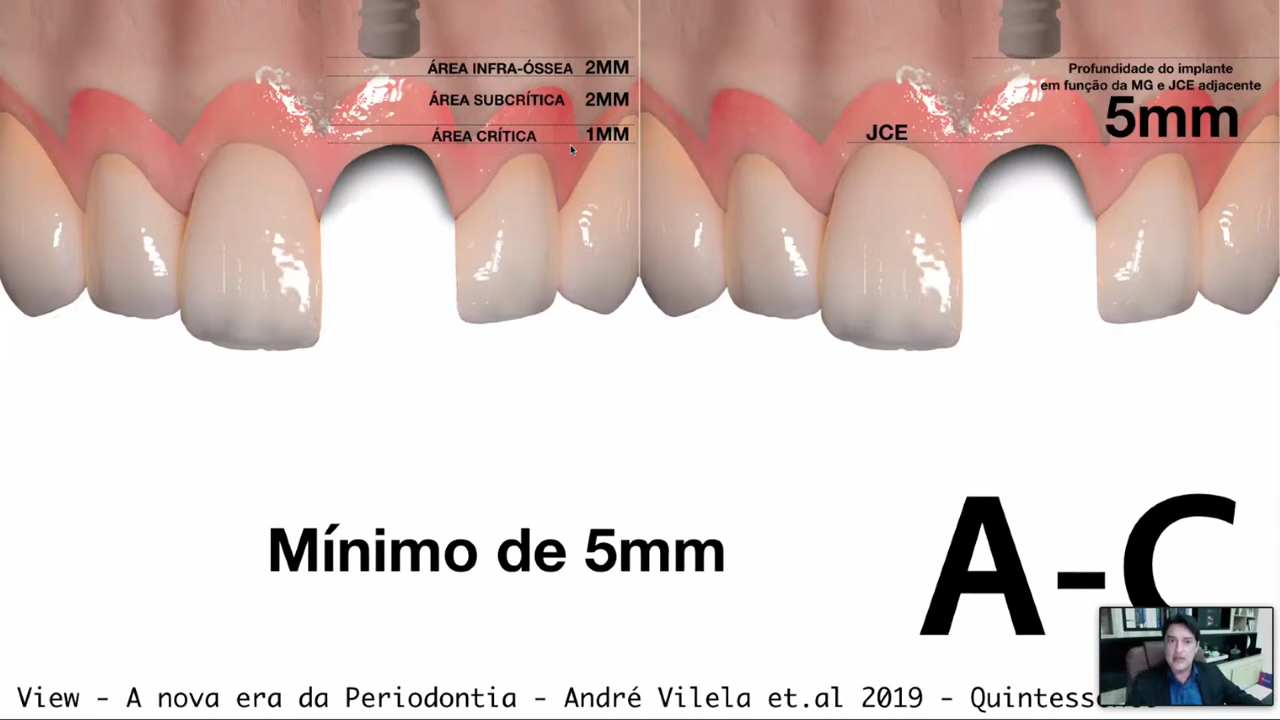 ÁREA INFRA-ÓSSEA 2MM
ÁREA SUBCRÍTICA 2MM
ÁREA CRÍTICA 1MM
Profundidade do implante
em função da MG e JCE adjacente
5mm
JCE
Mínimo de 5mm
A-C
View - A nova era da Periodontia - André Vilela et.al 2019 -